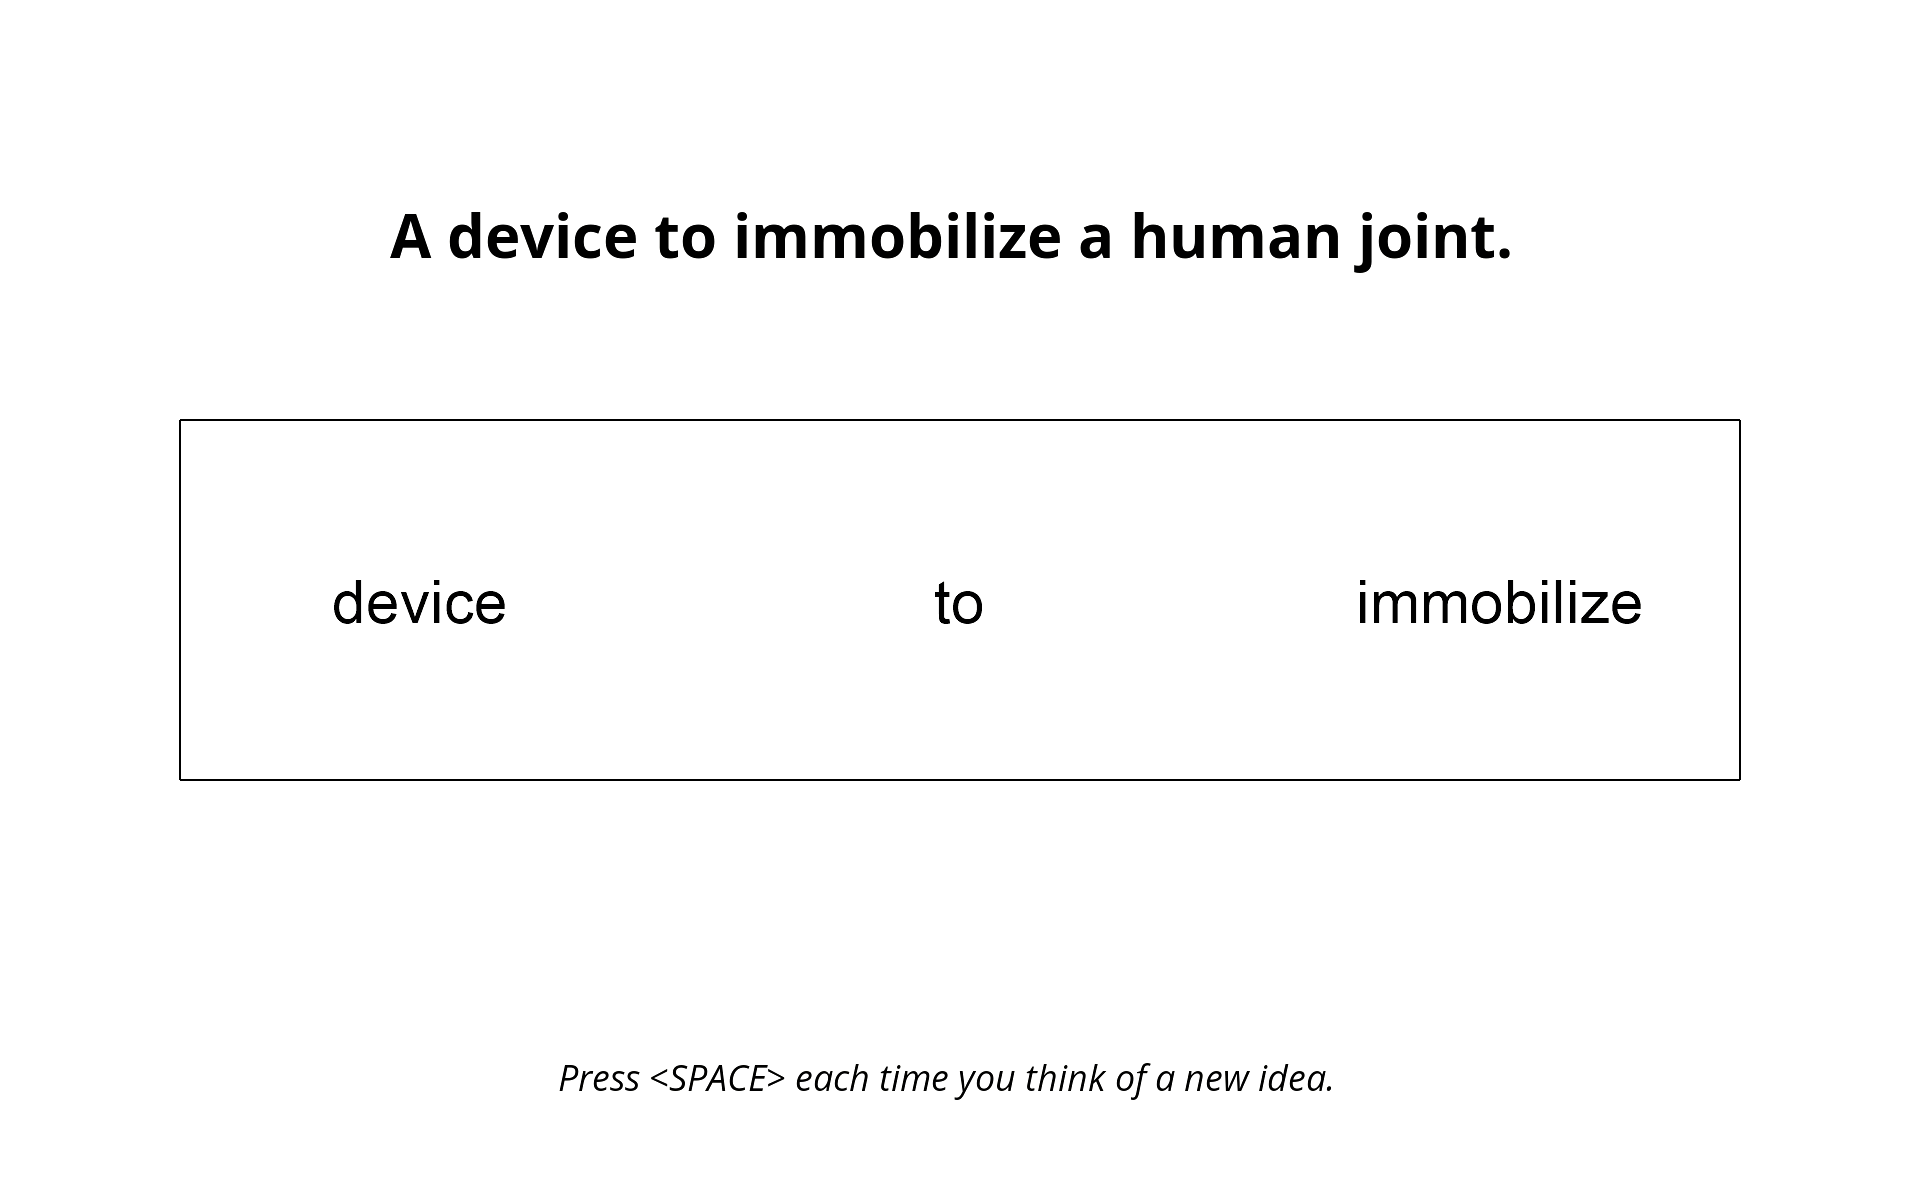 A device to immobilize a human joint.
device to immobilize
Press <SPACE> each time you think of a new idea.